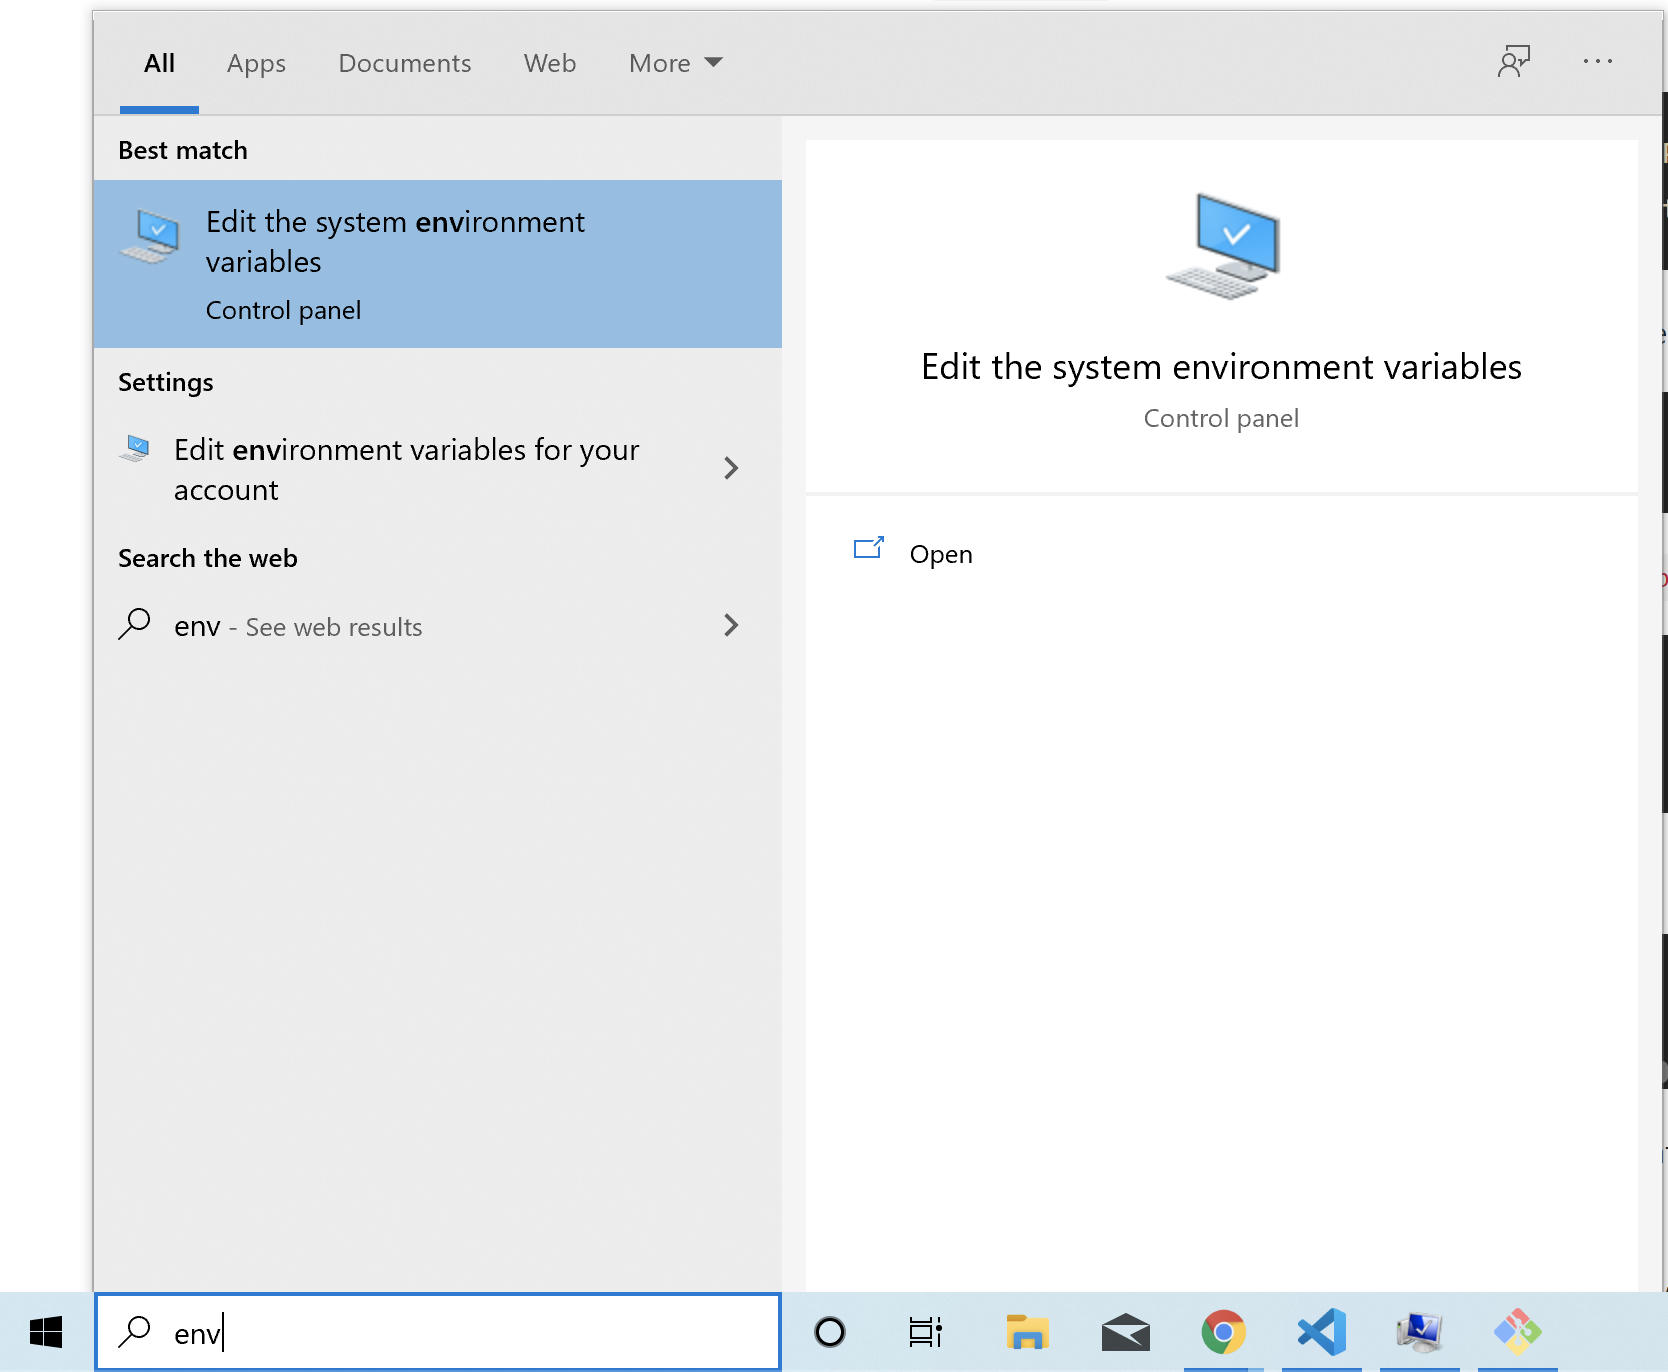 All Apps Documents Web More
Best match
Edit the system environment
variables
Control panel
Settings
Edit environment variables for your
account
Search the web
env - See web results
Edit the system environment variables
Control panel
Open
env